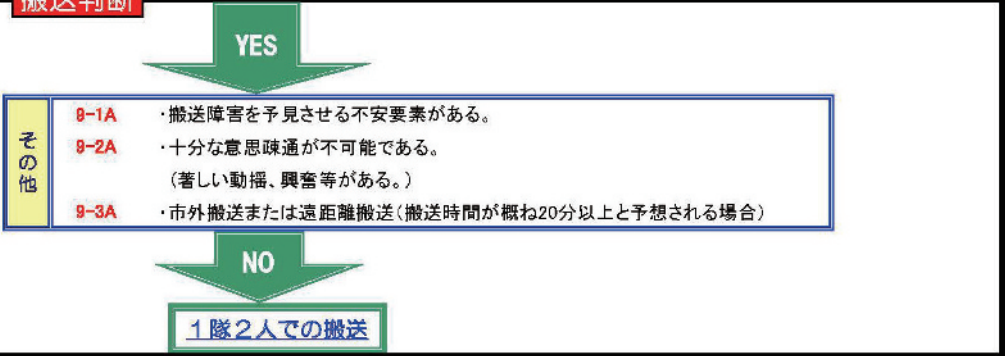 搬送判断
YES
その他
9-1A ・搬送障害を予見させる不安要素がある。
9-2A ・十分な意思疎通が不可能である。
(著しい動揺、興奮等がある。)
9-3A ・市外搬送または遠距離搬送(搬送時間が概ね20分以上と予想される場合)
NO
1隊2人での搬送